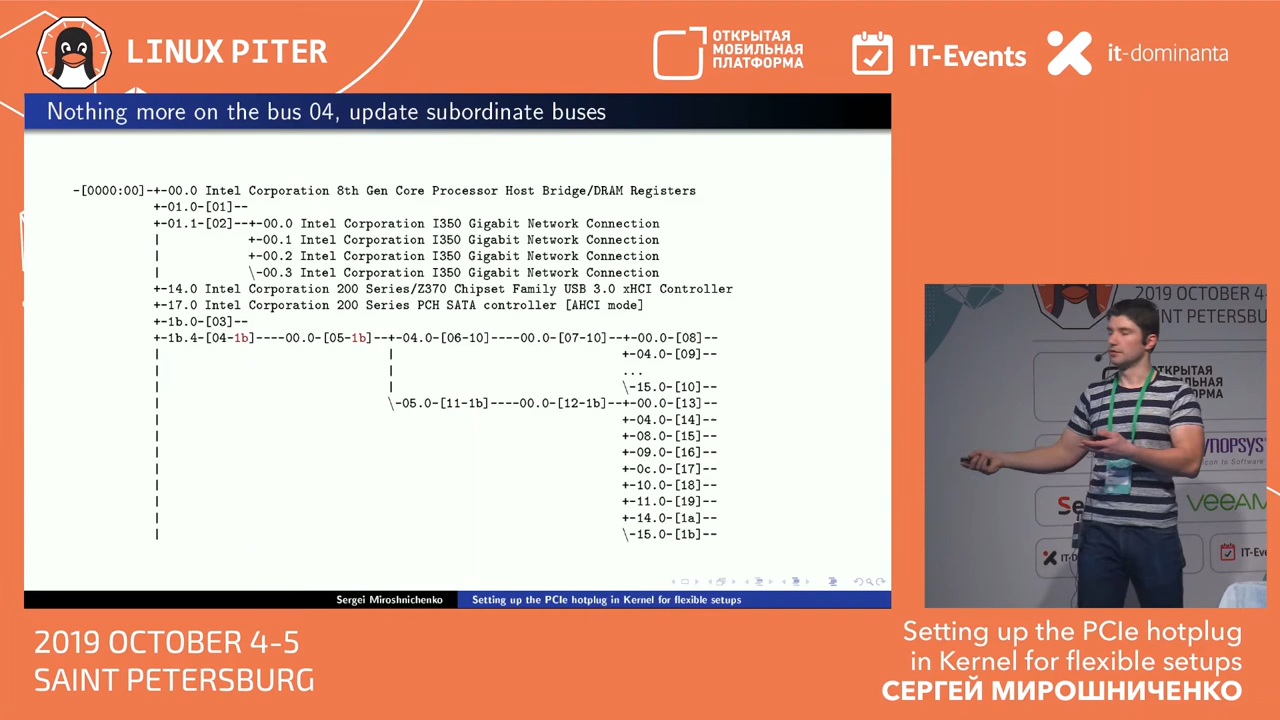 LINUX PITER
ОТКРЫТАЯ
МОБИЛЬНАЯ
ПЛАТФОРМА
IT-Events
it-dominanta
Nothing more on the bus 04, update subordinate buses
-[0000:00]-+-00.0 Intel Corporation 8th Gen Core Processor Host Bridge/DRAM Registers
+-01.0-[01]--
+-01.1-[02]--+-00.0 Intel Corporation I350 Gigabit Network Connection
| +-00.1 Intel Corporation I350 Gigabit Network Connection
| +-00.2 Intel Corporation I350 Gigabit Network Connection
| \-00.3 Intel Corporation I350 Gigabit Network Connection
+-14.0 Intel Corporation 200 Series/Z370 Chipset Family USB 3.0 xHCI Controller
+-17.0 Intel Corporation 200 Series PCH SATA controller [AHCI mode]
+-1b.0-[03]--
+-1b.4-[04-1b]----00.0-[05-1b]--+-04.0-[06-10]----00.0-[07-10]--+-00.0-[08]--
| | +-04.0-[09]--
| | ...
| | \-15.0-[10]--
| \-05.0-[11-1b]----00.0-[12-1b]--+-00.0-[13]--
| +-04.0-[14]--
| +-08.0-[15]--
| +-09.0-[16]--
| +-0c.0-[17]--
| +-10.0-[18]--
| +-11.0-[19]--
| +-14.0-[1a]--
| \-15.0-[1b]--
Sergei Miroshnichenko
Setting up the PCIe hotplug in Kernel for flexible setups
2019 OCTOBER 4-5
SAINT PETERSBURG
2019 OCTOBER 4-
SAINT PETERSBU
VEEAM
Setting up the PCIe hotplug
in Kernel for flexible setups
СЕРГЕЙ МИРОШНИЧЕНКО